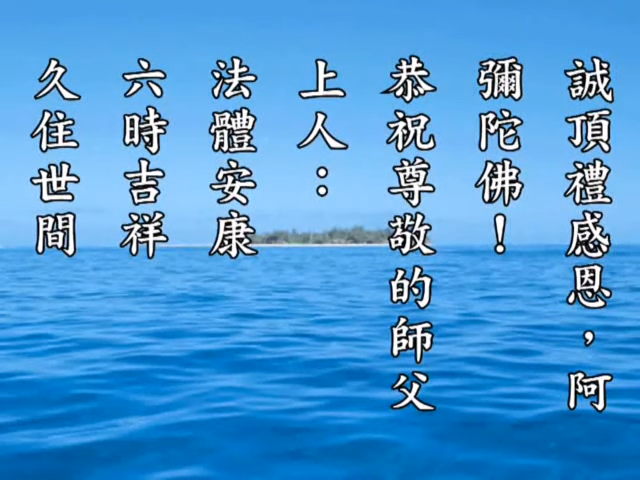 誠頂禮感恩，阿
彌陀佛！
恭祝尊敬的師父
上人：
法體安康
六時吉祥
久住世間